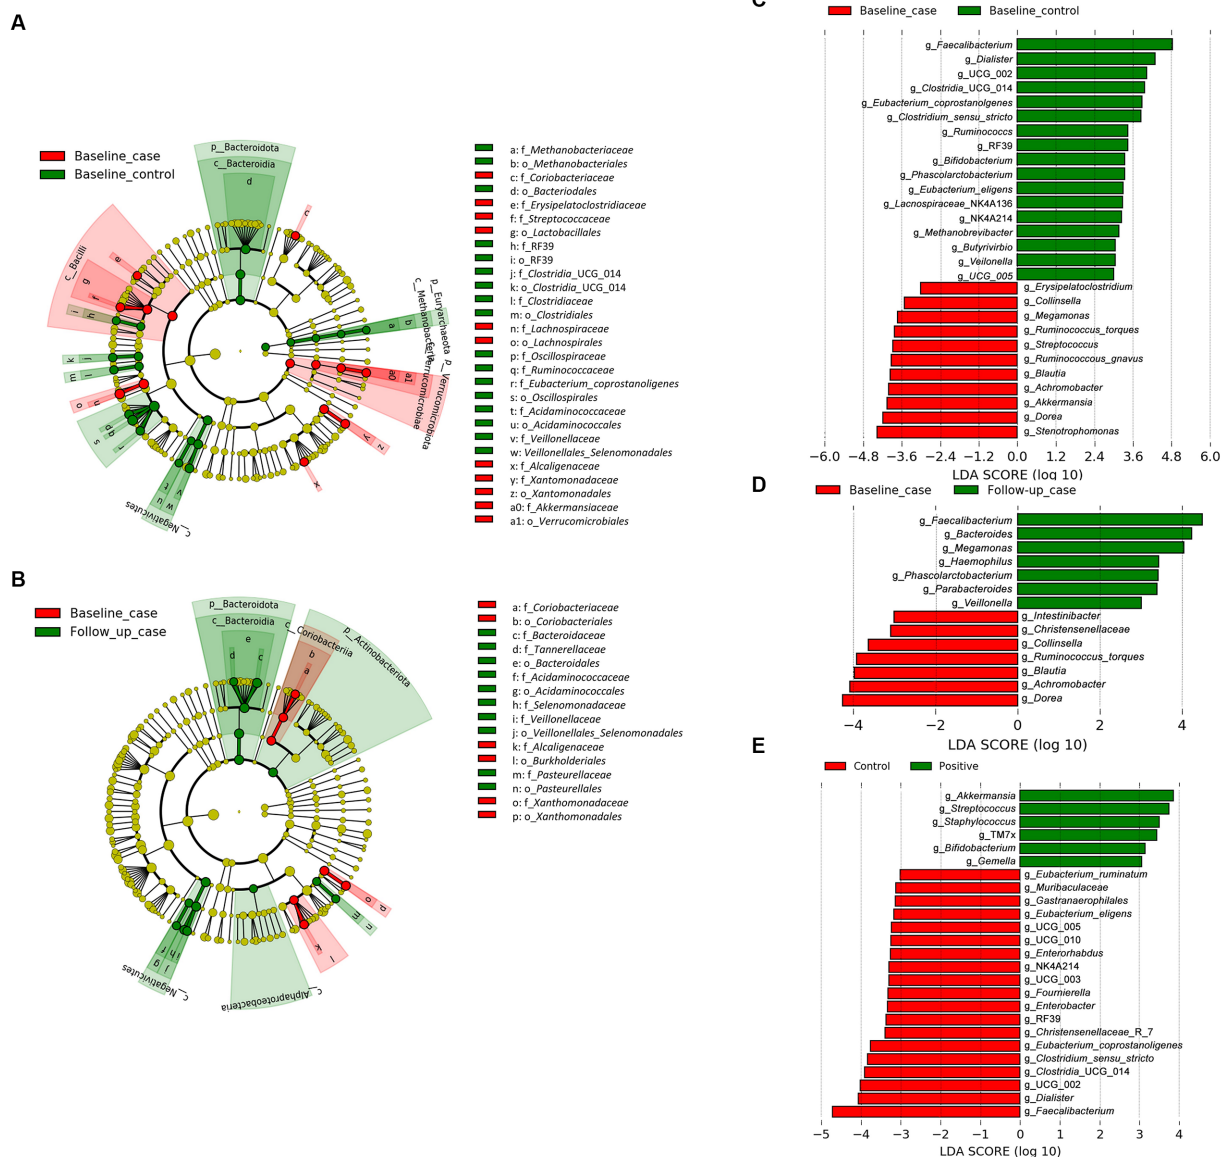 A
Baseline_case
Baseline_control
p__Bacteroidota
c__Bacteroidia
d
c
c__Bacilli
e
g
f
i
h
k
j
m
l
o
n
s
r
t
v
u
w
c__Negativicutes
x
y
z
a
b
p__Euryarchaeota
c__Methanobacteria
a0
a1
p__Verrucomicrobiota
c__Verrucomicrobiae
a: f_Methanobacteriaceae
b: o_Methanobacteriales
c: f_Coriobacteriaceae
d: o_Bacteriodales
e: f_Erysipelatoclostridiaceae
f: f_Streptococcaceae
g: o_Lactobacillales
h: f_RF39
i: o_RF39
j: f_Clostridia_UCG_014
k: o_Clostridia_UCG_014
l: f_Clostridiaceae
m: o_Clostridiales
n: f_Lachnospiraceae
o: o_Lachnospirales
p: f_Oscillospiraceae
q: f_Ruminococcaceae
r: f_Eubacterium_coprostanoligenes
s: o_Oscillospirales
t: f_Acidaminoccaceae
u: o_Acidaminoccales
v: f_Veillonellaceae
w: Veillonellales_Selenomonadales
x: f_Alcaligenaceae
y: f_Xantomonadaceae
z: o_Xantomonadales
a0: f_Akkermansiaceae
a1: o_Verrucomicrobiales
B
Baseline_case
Follow_up_case
p__Bacteroidota
c__Bacteroidia
e
d
c
c__Coriobacteriia
b
a
p__Actinobacteriota
c__Negativicutes
i
h
f
j
g
c__Alphaproteobacteria
l
k
n
m
o
p
a: f_Coriobacteriaceae
b: o_Coriobacteriales
c: f_Bacteroidaceae
d: f_Tannerellaceae
e: o_Bacteroidales
f: f_Acidaminococcaceae
g: o_Acidaminococcales
h: f_Selenomonadaceae
i: f_Veillonellaceae
j: o_Veillonellales_Selenomonadales
k: f_Alcaligenaceae
l: o_Burkholderiales
m: f_Pasteurellaceae
n: o_Pasteurellales
o: f_Xanthomonadaceae
p: o_Xanthomonadales
Baseline_case
Baseline_control
g_Faecalibacterium
g_Dialister
g_UCG_002
g_Clostridia_UCG_014
g_Eubacterium_coprostanolgenes
g_Clostridium_sensu_stricto
g_Ruminococcs
g_RF39
g_Bifidobacterium
g_Phascolarctobacterium
g_Eubacterium_eligens
g_Lacnospiraceae_NK4A136
g_NK4A214
g_Methanobrevibacter
g_Butyrivibrio
g_Veilonella
g_UCG_005
g_Erysipelatoclostridium
g_Collinsella
g_Megamonas
g_Ruminococcus_torques
g_Streptococcus
g_Ruminococcous_gnavus
g_Blautia
g_Achromobacter
g_Akkermansia
g_Dorea
g_Stenotrophomonas
−6.0 −4.8 −3.6 −2.4 −1.2 0.0 1.2 2.4 3.6 4.8 6.0
LDA SCORE (log 10)
D
Baseline_case
Follow-up_case
g_Faecalibacterium
g_Bacteroides
g_Megamonas
g_Haemophilus
g_Phascolarctobacterium
g_Parabacteroides
g_Veillonella
g_Intestinibacter
g_Christensenellaceae
g_Collinsella
g_Ruminococcus_torques
g_Blautia
g_Achromobacter
g_Dorea
−4 −2 0 2 4
LDA SCORE (log 10)
E
Control
Positive
g_Akkermansia
g_Streptococcus
g_Staphylococcus
g_TM7x
g_Bifidobacterium
g_Gemella
g_Eubacterium_ruminatum
g_Muribaculaceae
g_Gastranaerophilales
g_Eubacterium_eligens
g_UCG_005
g_UCG_010
g_Enterorhabdus
g_NK4A214
g_UCG_003
g_Fournierella
g_Enterobacter
g_RF39
g_Christensenellaceae_R_7
g_Eubacterium_coprostanoligenes
g_Clostridium_sensu_stricto
g_Clostridia_UCG_014
g_UCG_002
g_Dialister
g_Faecalibacterium
−5 −4 −3 −2 −1 0 1 2 3 4
LDA SCORE (log 10)